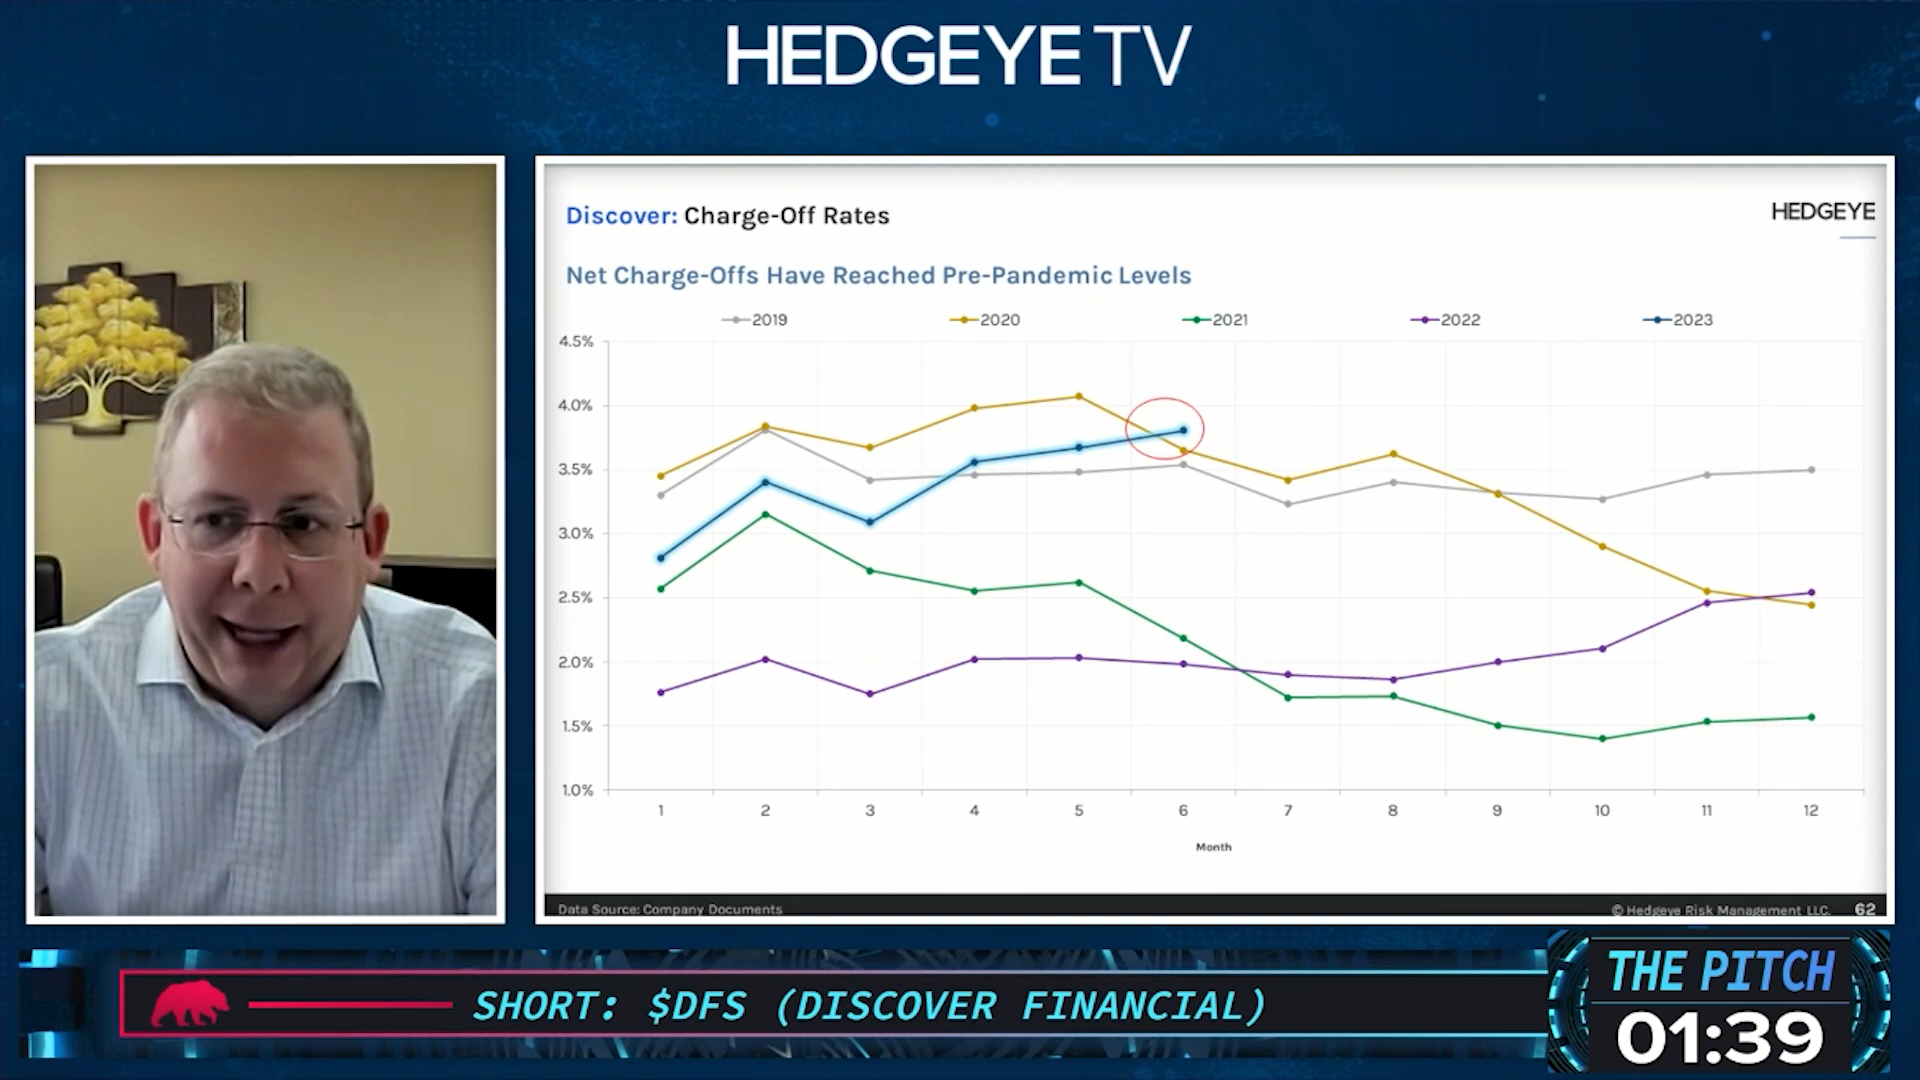 HEDGEYE TV
Discover: Charge-Off Rates
HEDGEYE
Net Charge-Offs Have Reached Pre-Pandemic Levels
2019 2020 2021 2022 2023
4.5%
4.0%
3.5%
3.0%
2.5%
2.0%
1.5%
1.0%
1 2 3 4 5 6 7 8 9 10 11 12
Month
Data Source: Company Documents
© Hedgeye Risk Management LLC. 62
SHORT: $DFS (DISCOVER FINANCIAL)
THE PITCH
01:39